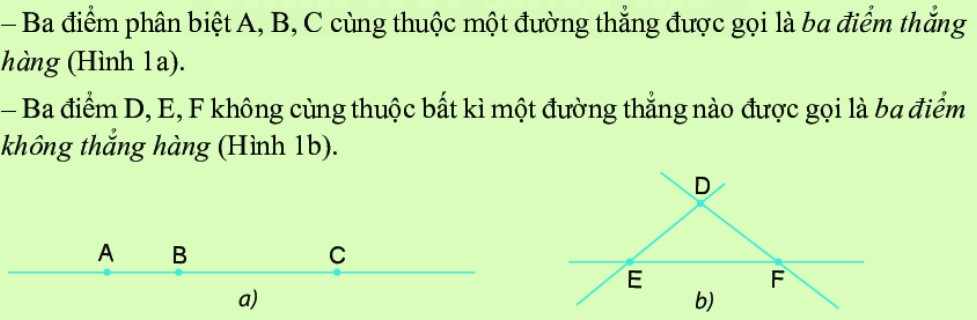 – Ba điểm phân biệt A, B, C cùng thuộc một đường thẳng được gọi là ba điểm thẳng
hàng (Hình 1a).
– Ba điểm D, E, F không cùng thuộc bất kì một đường thẳng nào được gọi là ba điểm
không thẳng hàng (Hình 1b).
A B C
a)
D
E F
b)